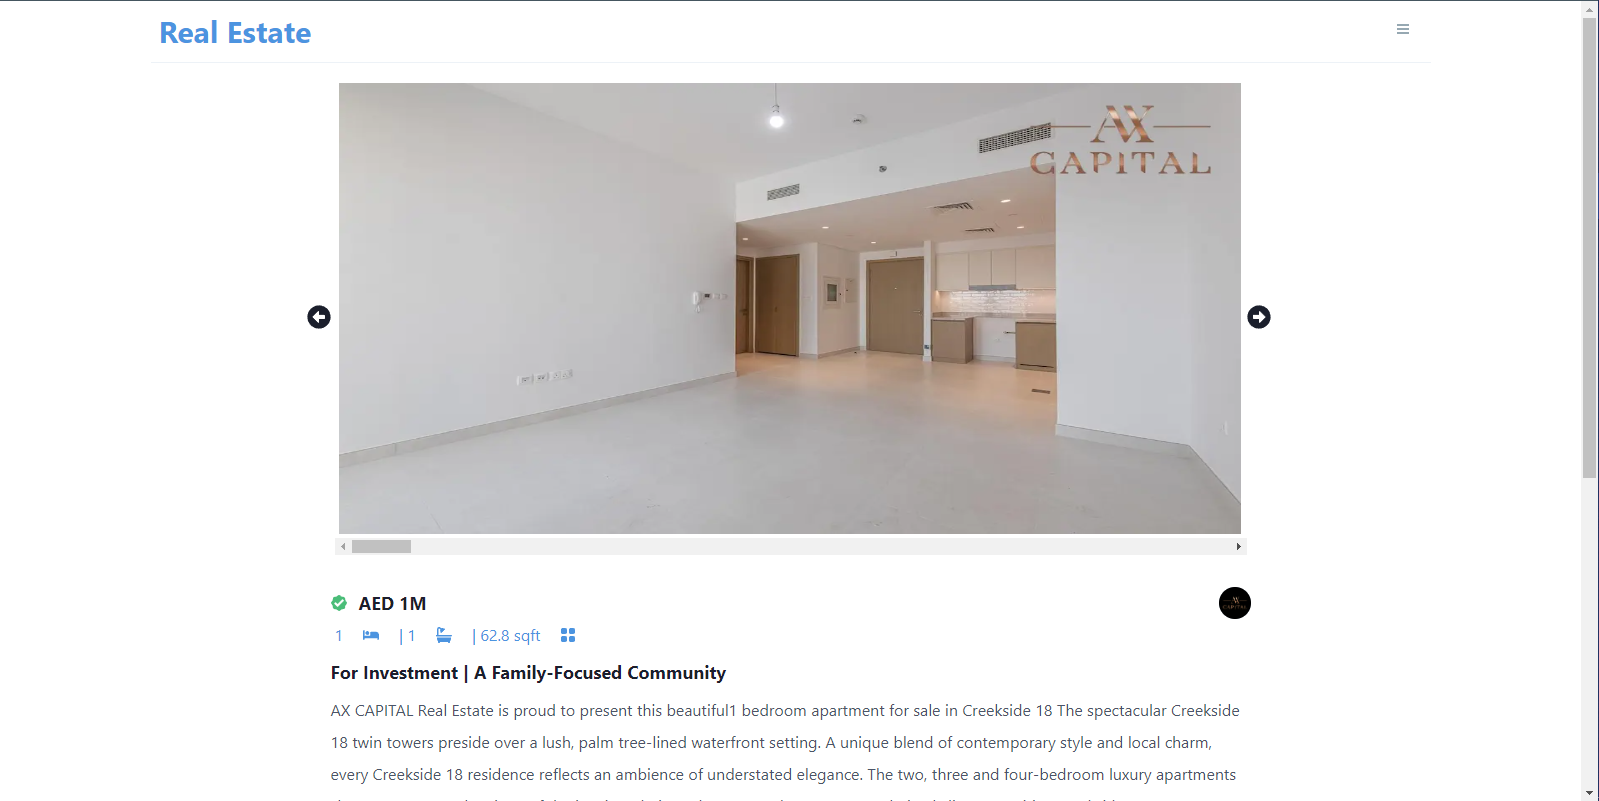 Real Estate
AX
CAPITAL
AED 1M
1 | 1 | 62.8 sqft
For Investment | A Family-Focused Community
AX CAPITAL Real Estate is proud to present this beautiful1 bedroom apartment for sale in Creekside 18 The spectacular Creekside
18 twin towers preside over a lush, palm tree-lined waterfront setting. A unique blend of contemporary style and local charm,
every Creekside 18 residence reflects an ambience of understated elegance. The two, three and four-bedroom luxury apartments